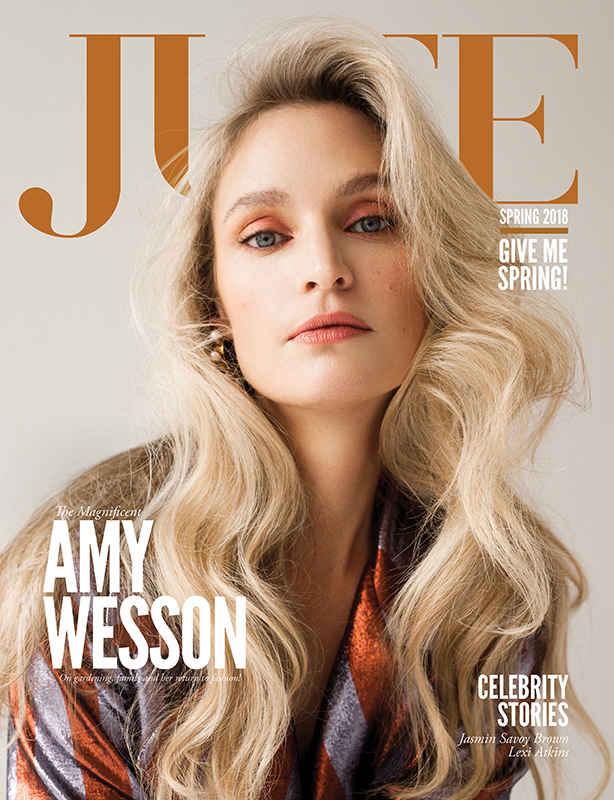 JUTE
SPRING 2018
GIVE ME
SPRING!
The Magnificent
AMY
WESSON
On gardening, family and her return to fashion!
CELEBRITY
STORIES
Jasmin Savoy Brown
Lexi Atkins